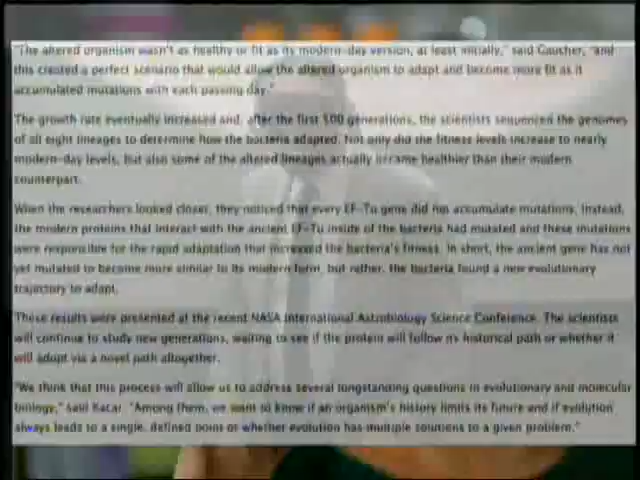 "The altered organism wasn't as healthy or fit as its modern-day version, at least initially," said Gaucher, "and
this created a perfect scenario that would allow the altered organism to adapt and become more fit as it
accumulated mutations with each passing day."
The growth rate eventually increased and, after the first 500 generations, the scientists sequenced the genomes
of all eight lineages to determine how the bacteria adapted. Not only did the fitness levels increase to nearly
modern-day levels, but also some of the altered lineages actually became healthier than their modern
counterpart.
When the researchers looked closer, they noticed that every EF-Tu gene did not accumulate mutations. Instead,
the modern proteins that interact with the ancient EF-Tu inside of the bacteria had mutated and these mutations
were responsible for the rapid adaptation that increased the bacteria's fitness. In short, the ancient gene has not
yet mutated to become more similar to its modern form, but rather, the bacteria found a new evolutionary
trajectory to adapt.
These results were presented at the recent NASA International Astrobiology Science Conference. The scientists
will continue to study new generations, waiting to see if the protein will follow its historical path or whether it
will adopt via a novel path altogether.
"We think that this process will allow us to address several longstanding questions in evolutionary and molecular
biology," said Kacar. "Among them, we want to know if an organism's history limits its future and if evolution
always leads to a single, defined point or whether evolution has multiple solutions to a given problem."